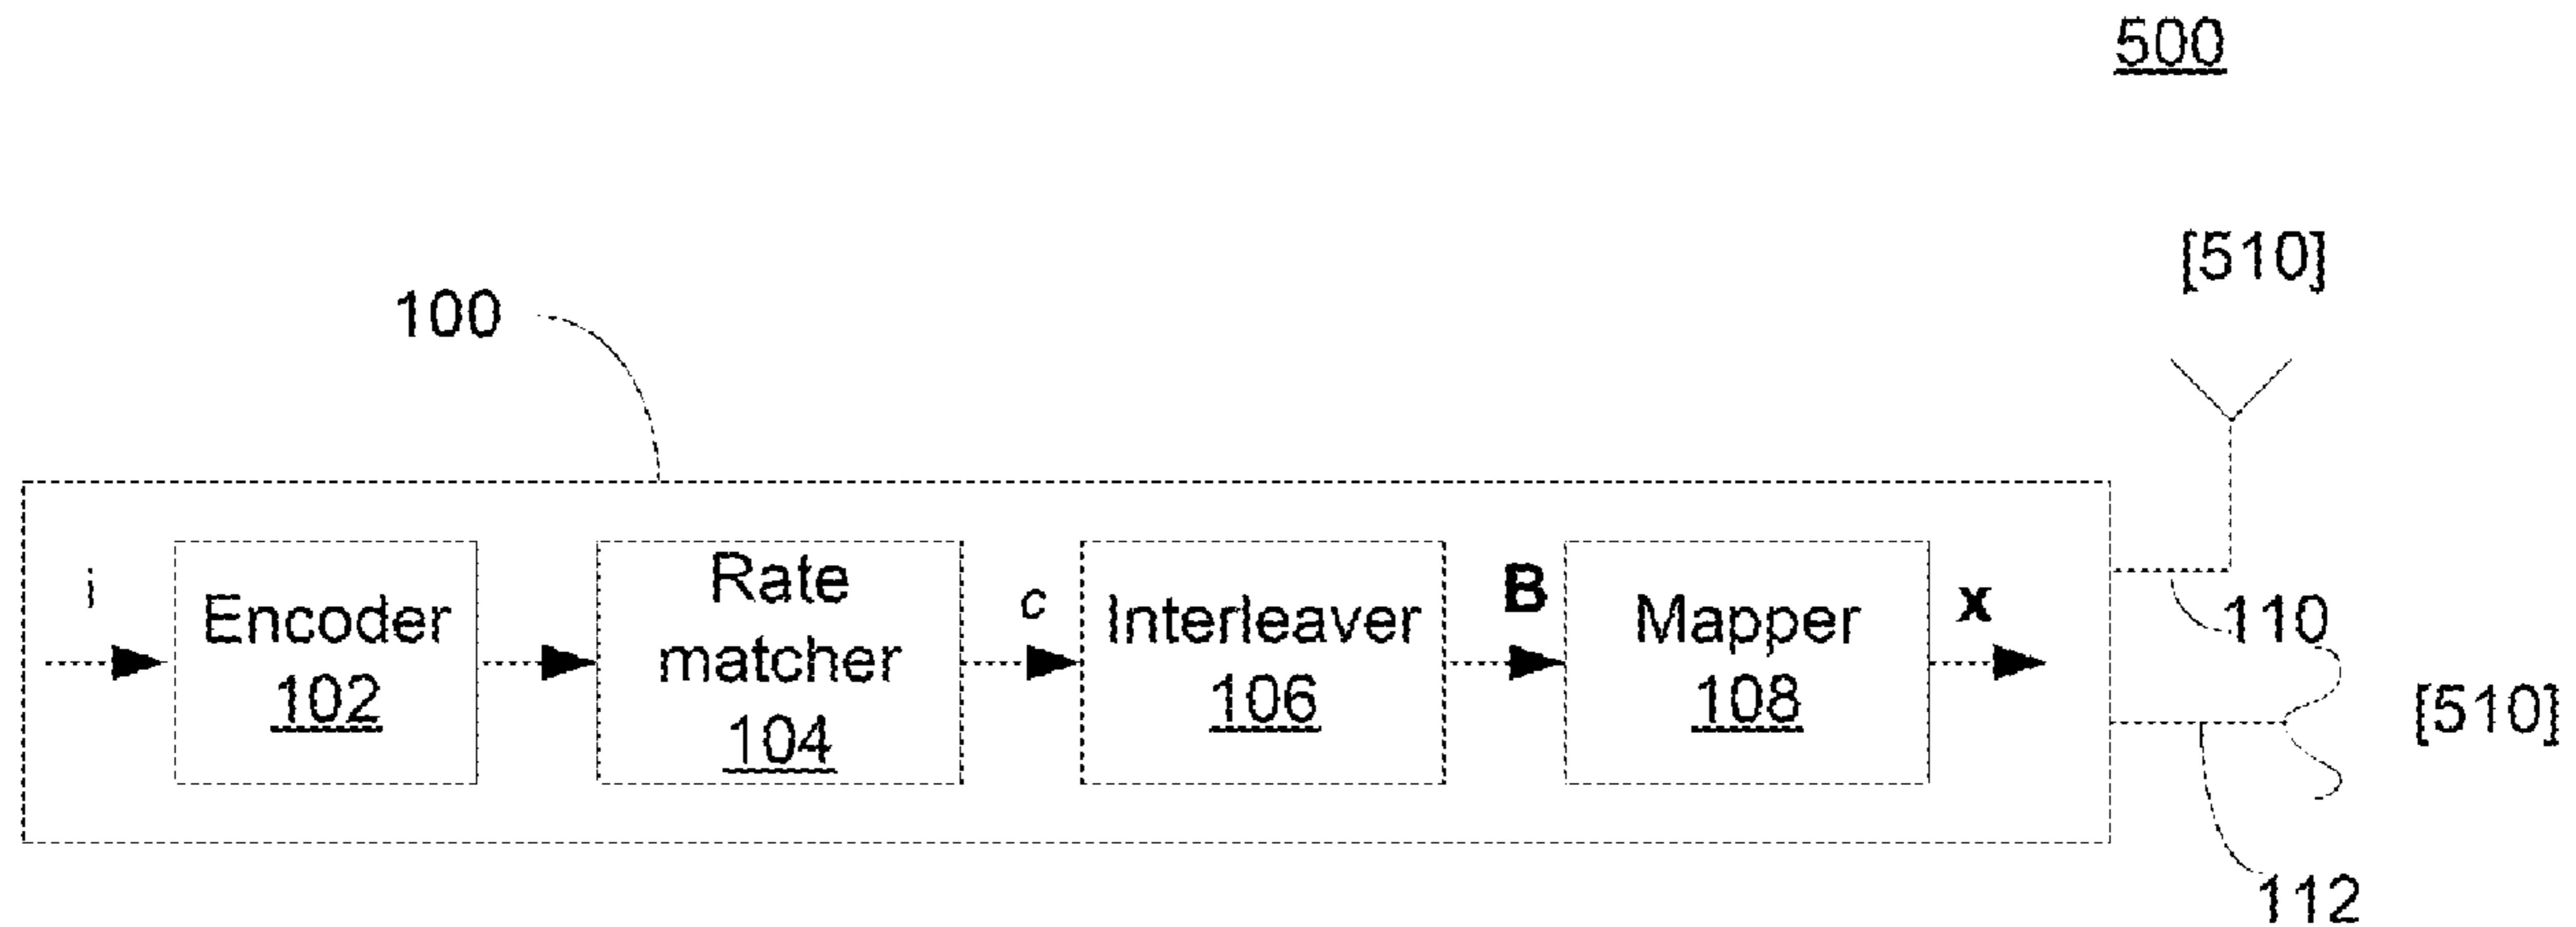 500
[510]
100
i
Encoder
102
Rate
matcher
104
c
Interleaver
106
B
Mapper
108
x
110
[510]
112